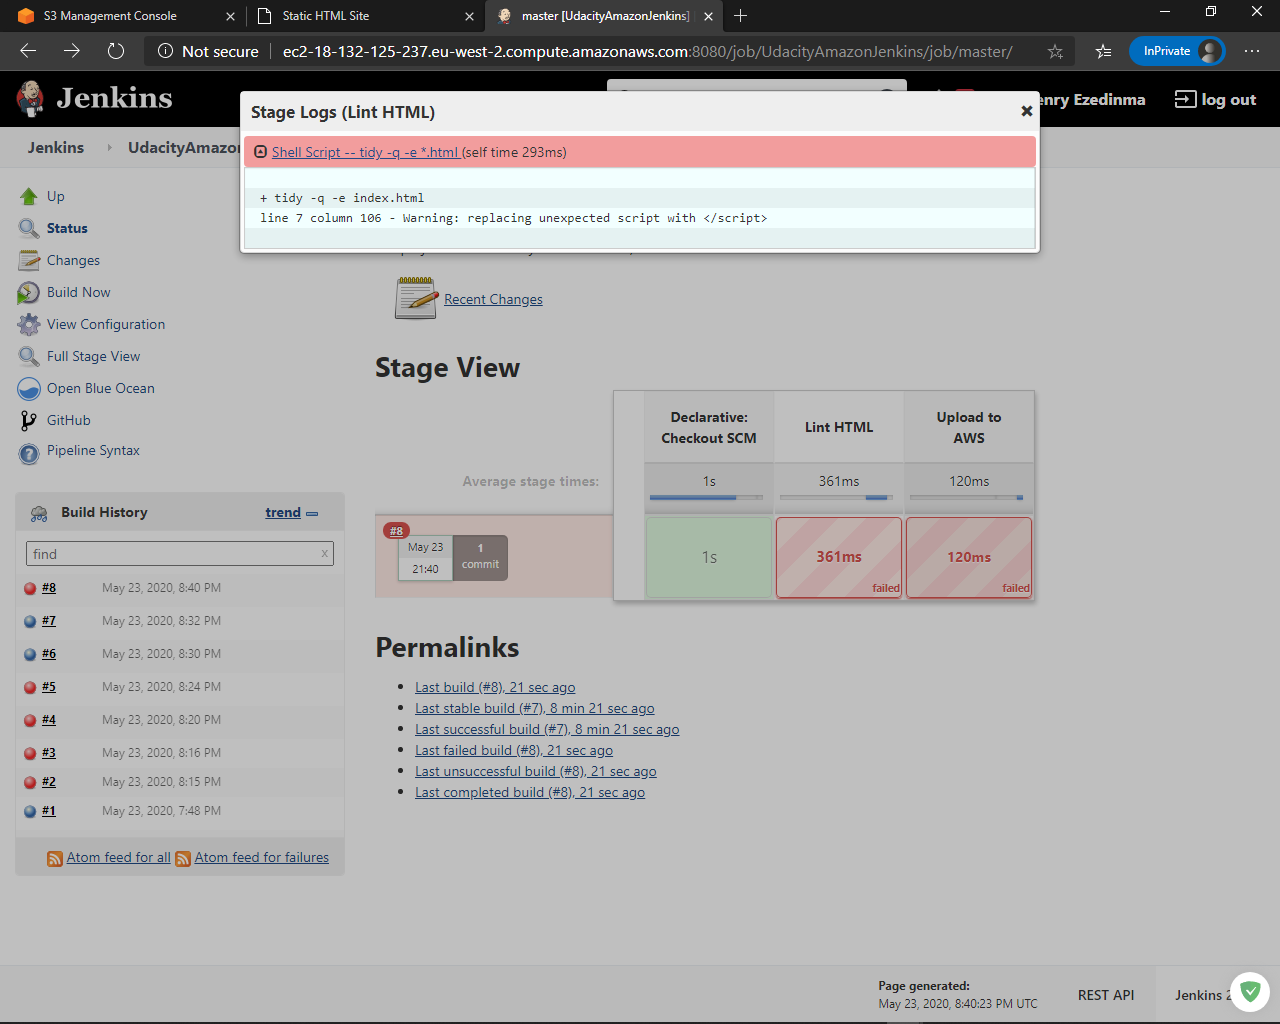 S3 Management Console
Static HTML Site
master [UdacityAmazonJenkins]
Not secure
ec2-18-132-125-237.eu-west-2.compute.amazonaws.com:8080/job/UdacityAmazonJenkins/job/master/
InPrivate
Jenkins
enry Ezedinma
log out
Jenkins
UdacityAmazon
Stage Logs (Lint HTML)
Shell Script -- tidy -q -e *.html (self time 293ms)
+ tidy -q -e index.html
line 7 column 106 - Warning: replacing unexpected script with </script>
Up
Status
Changes
Build Now
View Configuration
Full Stage View
Open Blue Ocean
GitHub
Pipeline Syntax
Recent Changes
Stage View
Declarative: Checkout SCM
Lint HTML
Upload to AWS
Average stage times:
1s
361ms
120ms
#8
May 23
21:40
1
commit
1s
361ms
failed
120ms
failed
Build History
trend
find
x
#8 May 23, 2020, 8:40 PM
#7 May 23, 2020, 8:32 PM
#6 May 23, 2020, 8:30 PM
#5 May 23, 2020, 8:24 PM
#4 May 23, 2020, 8:20 PM
#3 May 23, 2020, 8:16 PM
#2 May 23, 2020, 8:15 PM
#1 May 23, 2020, 7:48 PM
Atom feed for all
Atom feed for failures
Permalinks
Last build (#8), 21 sec ago
Last stable build (#7), 8 min 21 sec ago
Last successful build (#7), 8 min 21 sec ago
Last failed build (#8), 21 sec ago
Last unsuccessful build (#8), 21 sec ago
Last completed build (#8), 21 sec ago
Page generated:
May 23, 2020, 8:40:23 PM UTC
REST API
Jenkins 2